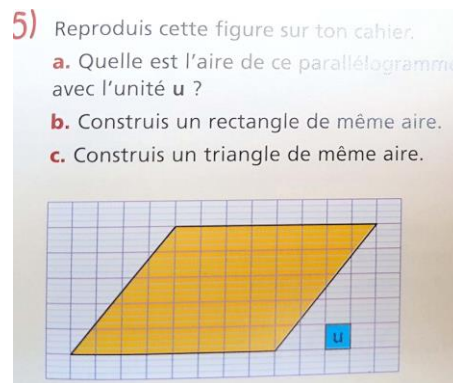 5) Reproduis cette figure sur ton cahier.
a. Quelle est l'aire de ce parallélogramme
avec l'unité u ?
b. Construis un rectangle de même aire.
c. Construis un triangle de même aire.
u